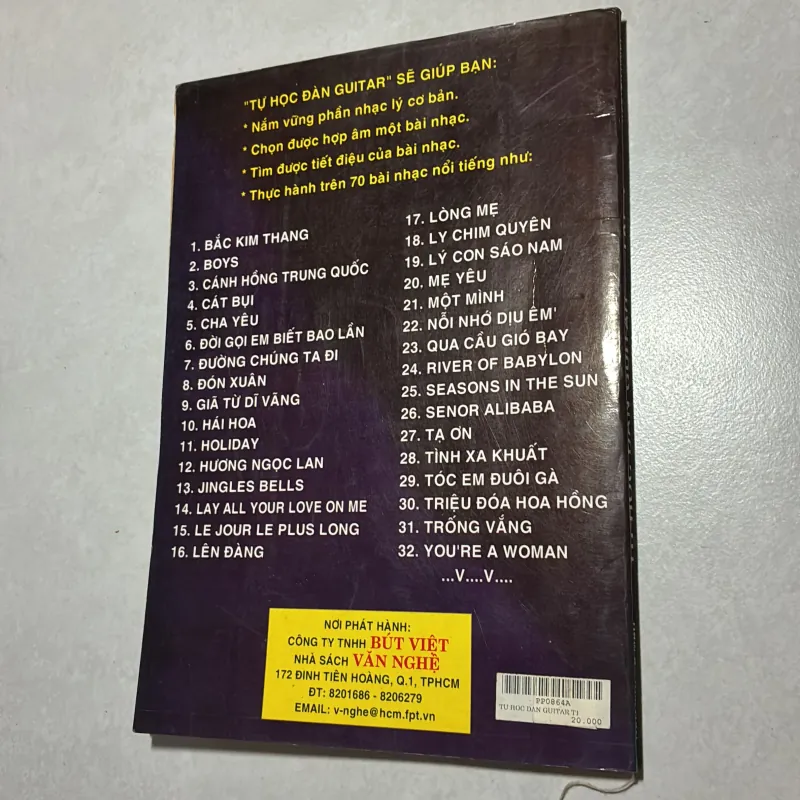 "TỰ HỌC ĐÀN GUITAR" SẼ GIÚP BẠN:
* Nắm vững phần nhạc lý cơ bản.
* Chọn được hợp âm một bài nhạc.
* Tìm được tiết điệu của bài nhạc.
* Thực hành trên 70 bài nhạc nổi tiếng như:
1. BẮC KIM THANG
2. BOYS
3. CÁNH HỒNG TRUNG QUỐC
4. CÁT BỤI
5. CHA YÊU
6. ĐỜI GỌI EM BIẾT BAO LẦN
7. ĐƯỜNG CHÚNG TA ĐI
8. ĐÓN XUÂN
9. GIÃ TỪ DĨ VÃNG
10. HÁI HOA
11. HOLIDAY
12. HƯƠNG NGỌC LAN
13. JINGLES BELLS
14. LAY ALL YOUR LOVE ON ME
15. LE JOUR LE PLUS LONG
16. LÊN ĐÀNG
17. LÒNG MẸ
18. LY CHIM QUYÊN
19. LÝ CON SÁO NAM
20. MẸ YÊU
21. MỘT MÌNH
22. NỖI NHỚ DỊU ÊM'
23. QUA CẦU GIÓ BAY
24. RIVER OF BABYLON
25. SEASONS IN THE SUN
26. SENOR ALIBABA
27. TẠ ƠN
28. TÌNH XA KHUẤT
29. TÓC EM ĐUÔI GÀ
30. TRIỆU ĐÓA HOA HỒNG
31. TRỐNG VẮNG
32. YOU'RE A WOMAN
...V....V....
NƠI PHÁT HÀNH:
CÔNG TY TNHH BÚT VIỆT
NHÀ SÁCH VĂN NGHỆ
172 ĐINH TIÊN HOÀNG, Q.1, TPHCM
ĐT: 8201686 - 8206279
EMAIL: v-nghe@hcm.fpt.vn
PP0864A
TU HOC DAN GUITAR T1
20.000